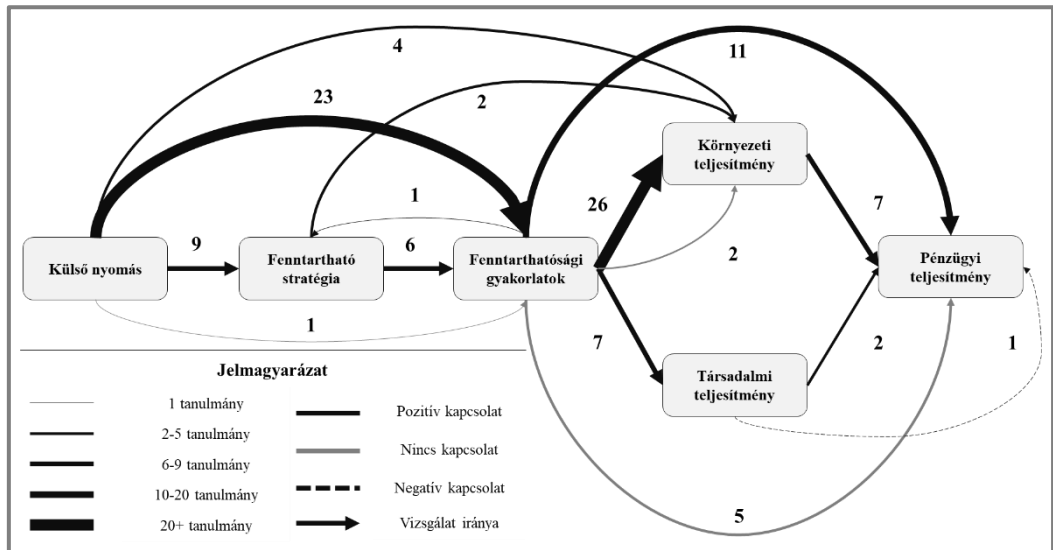 4
11
23
2
Környezeti
teljesítmény
1
26
7
9
6
Külső nyomás
Fenntartható
stratégia
Fenntarthatósági
gyakorlatok
2
Pénzügyi
teljesítmény
1
7
2
1
Társadalmi
teljesítmény
5
Jelmagyarázat
1 tanulmány
2-5 tanulmány
6-9 tanulmány
10-20 tanulmány
20+ tanulmány
Pozitív kapcsolat
Nincs kapcsolat
Negatív kapcsolat
Vizsgálat iránya